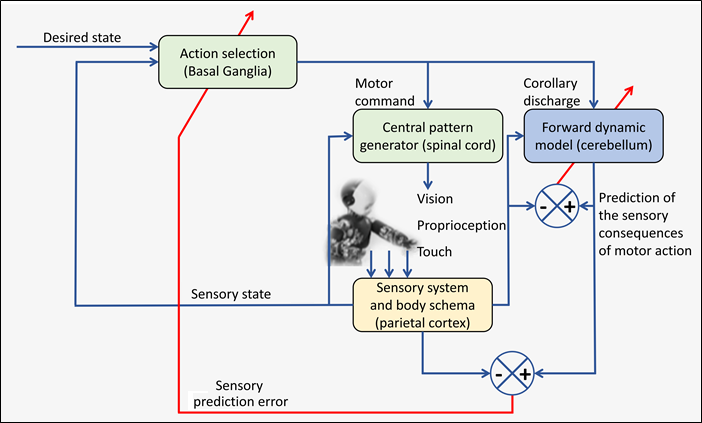 Desired state
Action selection
(Basal Ganglia)
Motor
command
Corollary
discharge
Central pattern
generator (spinal cord)
Forward dynamic
model (cerebellum)
Vision
Proprioception
Touch
- +
Prediction of
the sensory
consequences
of motor action
Sensory state
Sensory system
and body schema
(parietal cortex)
- +
Sensory
prediction error